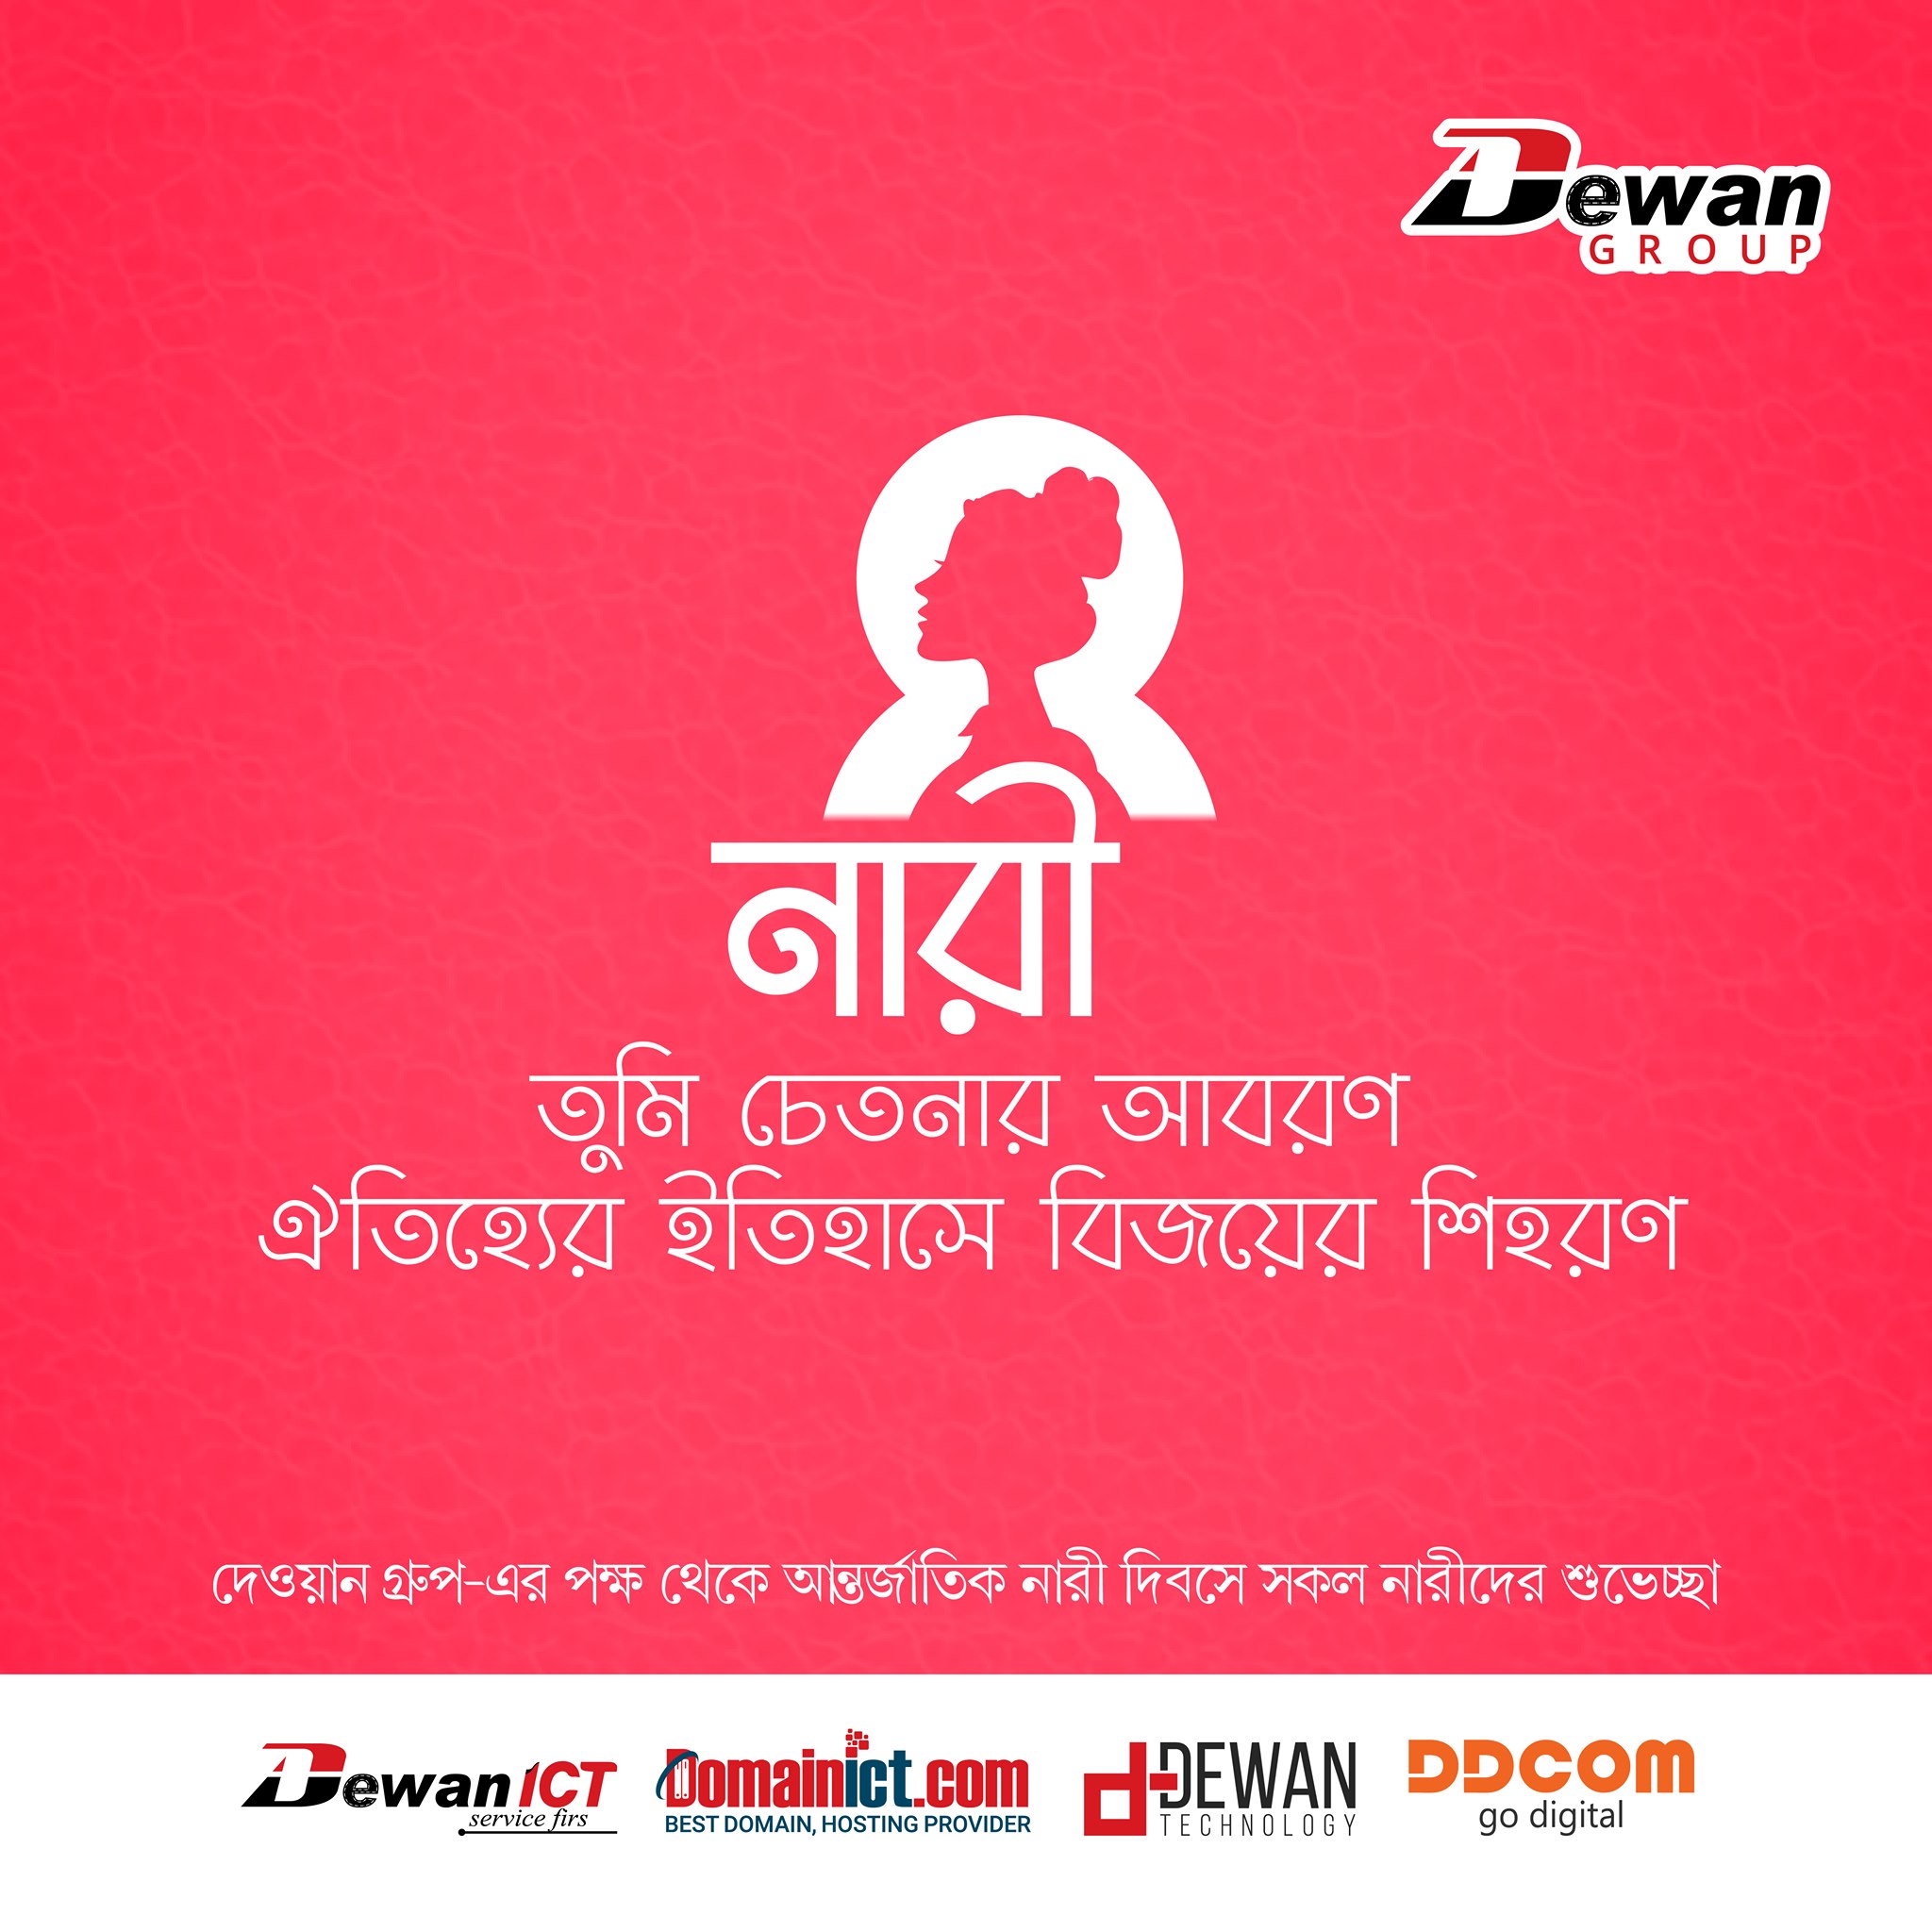 Dewan
GROUP
নারী
তুমি চেতনার আবরণ
ঐতিহ্যের ইতিহাসে বিজয়ের শিহরণ
দেওয়ান গ্রুপ-এর পক্ষ থেকে আন্তর্জাতিক নারী দিবসে সকল নারীদের শুভেচ্ছা
Dewan ICT
service firs
Domainict.com
BEST DOMAIN, HOSTING PROVIDER
DEWAN
TECHNOLOGY
DDCOM
go digital